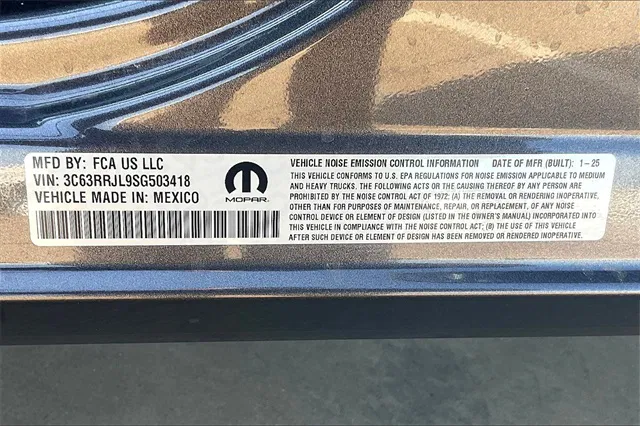 MFD BY: FCA US LLC
VIN: 3C63RRJL9SG503418
VEHICLE MADE IN: MEXICO
MOPAR
VEHICLE NOISE EMISSION CONTROL INFORMATION DATE OF MFR (BUILT): 1-25
THIS VEHICLE CONFORMS TO U.S. EPA REGULATIONS FOR NOISE EMISSION APPLICABLE TO MEDIUM
AND HEAVY TRUCKS. THE FOLLOWING ACTS OR THE CAUSING THEREOF BY ANY PERSON ARE
PROHIBITED BY THE NOISE CONTROL ACT OF 1972: (A) THE REMOVAL OR RENDERING INOPERATIVE,
OTHER THAN FOR PURPOSES OF MAINTENANCE, REPAIR, OR REPLACEMENT, OF ANY NOISE
CONTROL DEVICE OR ELEMENT OF DESIGN (LISTED IN THE OWNER'S MANUAL) INCORPORATED INTO
THIS VEHICLE IN COMPLIANCE WITH THE NOISE CONTROL ACT; (B) THE USE OF THIS VEHICLE
AFTER SUCH DEVICE OR ELEMENT OF DESIGN HAS BEEN REMOVED OR RENDERED INOPERATIVE.